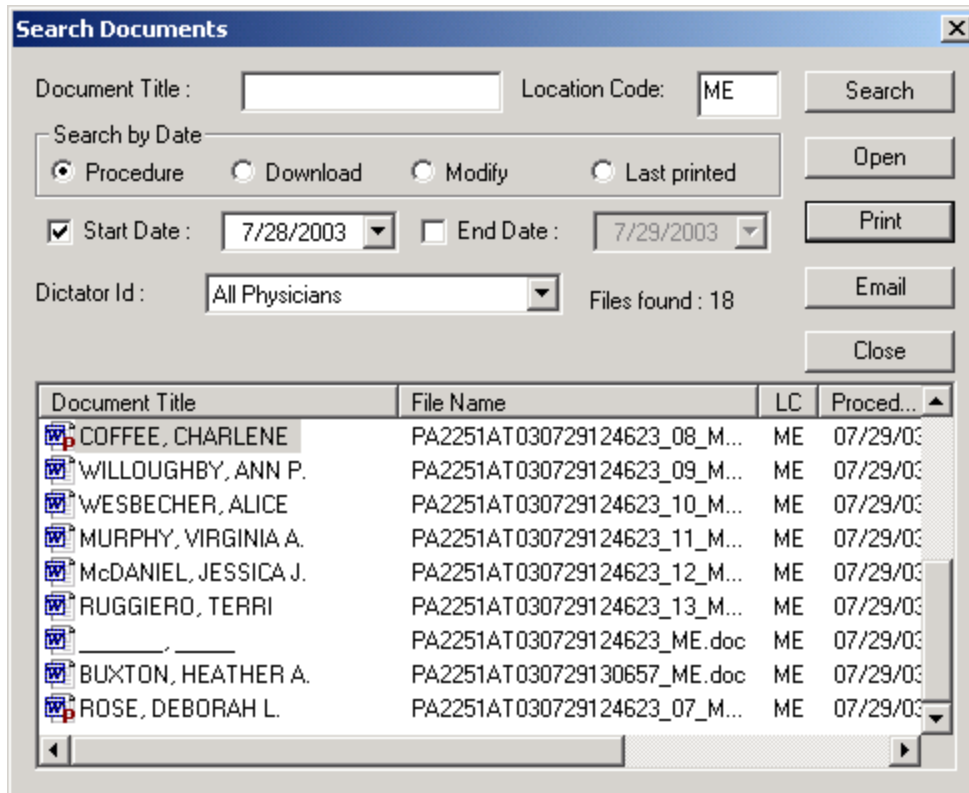 Search Documents
Document Title : Location Code: ME Search
Search by Date
Procedure Download Modify Last printed Open
Start Date : 7/28/2003 End Date : 7/29/2003 Print
Dictator Id : All Physicians Files found : 18 Email
Close
Document Title File Name LC Proced...
COFFEE, CHARLENE PA2251AT030729124623_08_M... ME 07/29/03
WILLOUGHBY, ANN P. PA2251AT030729124623_09_M... ME 07/29/03
WESBECHER, ALICE PA2251AT030729124623_10_M... ME 07/29/03
MURPHY, VIRGINIA A. PA2251AT030729124623_11_M... ME 07/29/03
McDANIEL, JESSICA J. PA2251AT030729124623_12_M... ME 07/29/03
RUGGIERO, TERRI PA2251AT030729124623_13_M... ME 07/29/03
______, ____ PA2251AT030729124623_ME.doc ME 07/29/03
BUXTON, HEATHER A. PA2251AT030729130657_ME.doc ME 07/29/03
ROSE, DEBORAH L. PA2251AT030729124623_07_M... ME 07/29/03